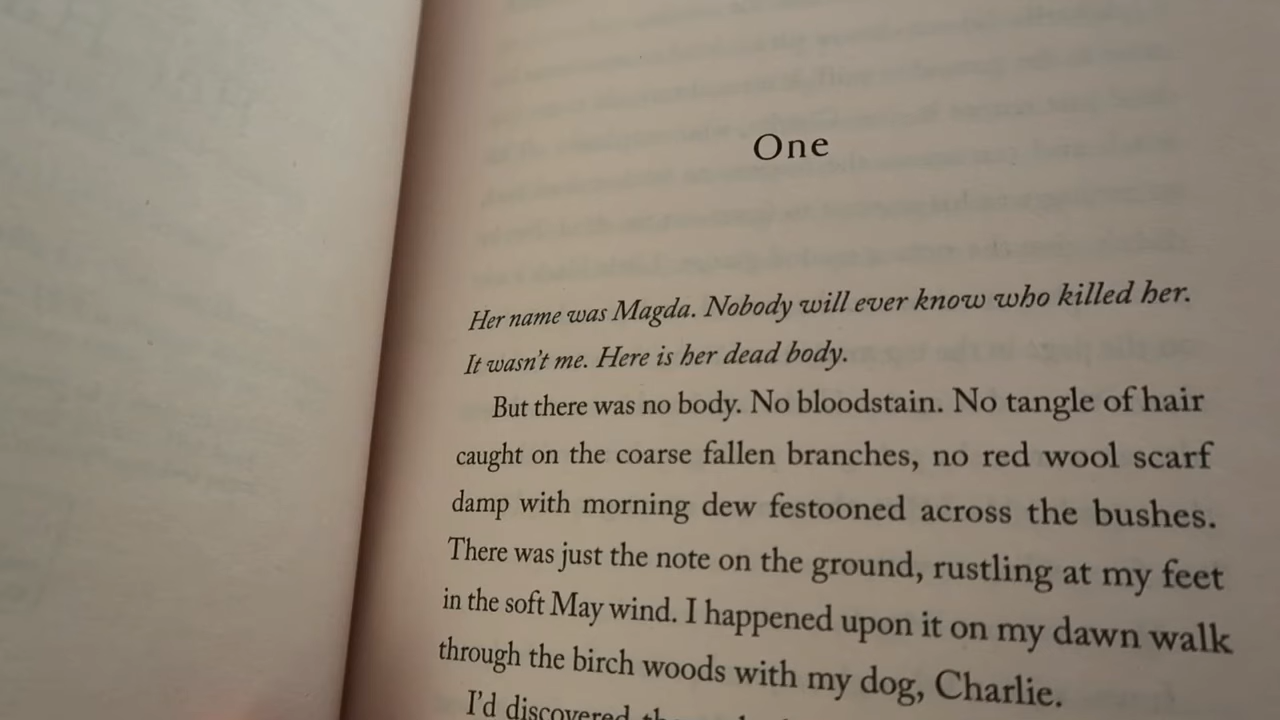 One
Her name was Magda. Nobody will ever know who killed her.
It wasn't me. Here is her dead body.
But there was no body. No bloodstain. No tangle of hair
caught on the coarse fallen branches, no red wool scarf
damp with morning dew festooned across the bushes.
There was just the note on the ground, rustling at my feet
in the soft May wind. I happened upon it on my dawn walk
through the birch woods with my dog, Charlie.
I'd discovered